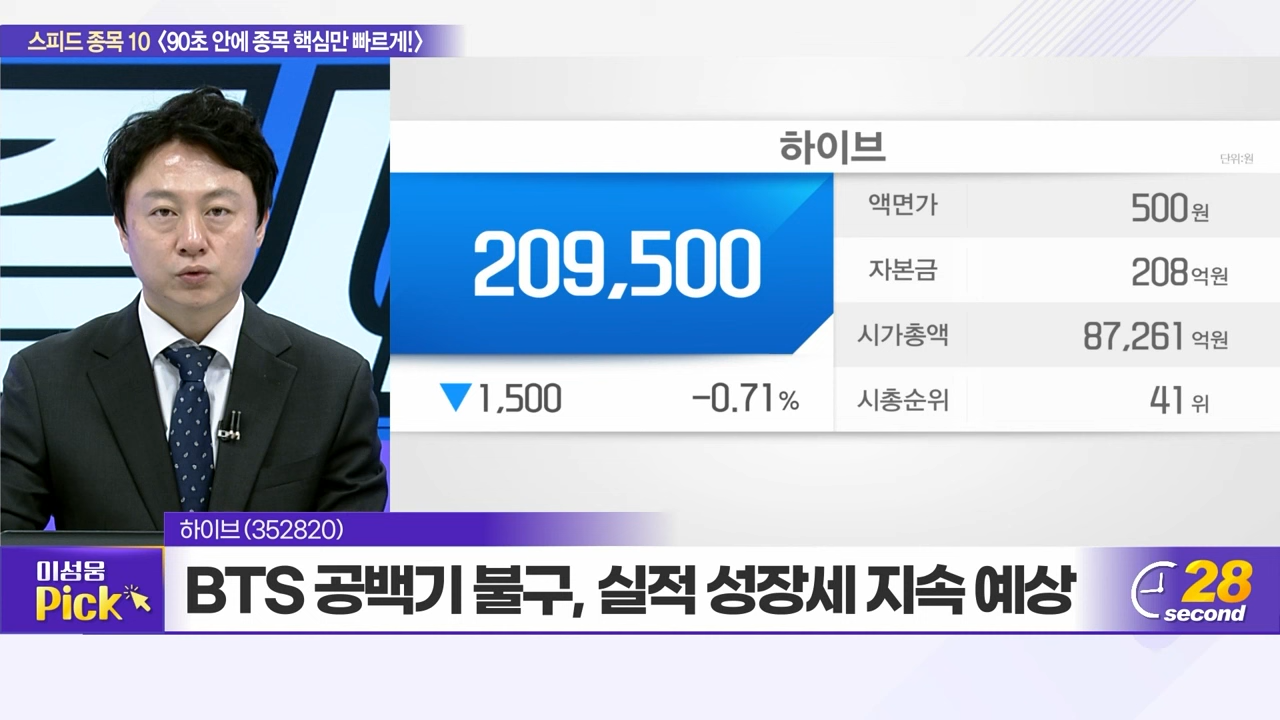 스피드 종목 10 <90초 안에 종목 핵심만 빠르게!>
하이브
단위:원
209,500
▼1,500 -0.71%
액면가 500원
자본금 208억원
시가총액 87,261억원
시총순위 41위
하이브(352820)
이성웅
Pick
BTS 공백기 불구, 실적 성장세 지속 예상
28
second